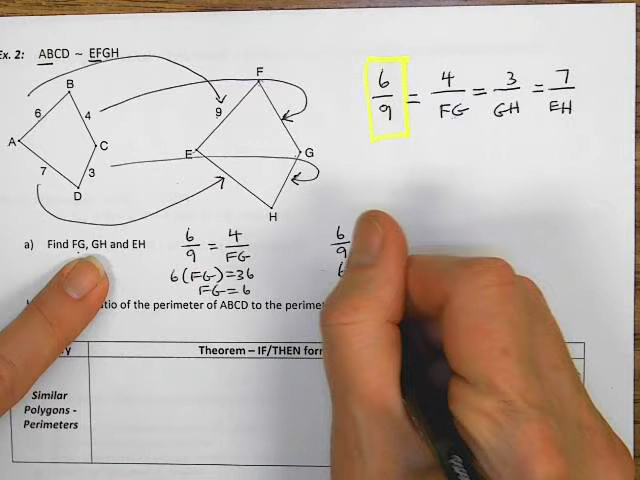 Ex. 2: ABCD ~ EFGH
B
6
4
A
C
7
3
D
F
9
E
G
H
6/9 = 4/FG = 3/GH = 7/EH
a) Find FG, GH and EH
6/9 = 4/FG
6(FG)=36
FG=6
6/9
6
tio of the perimeter of ABCD to the perimet
Theorem – IF/THEN for
Similar
Polygons -
Perimeters